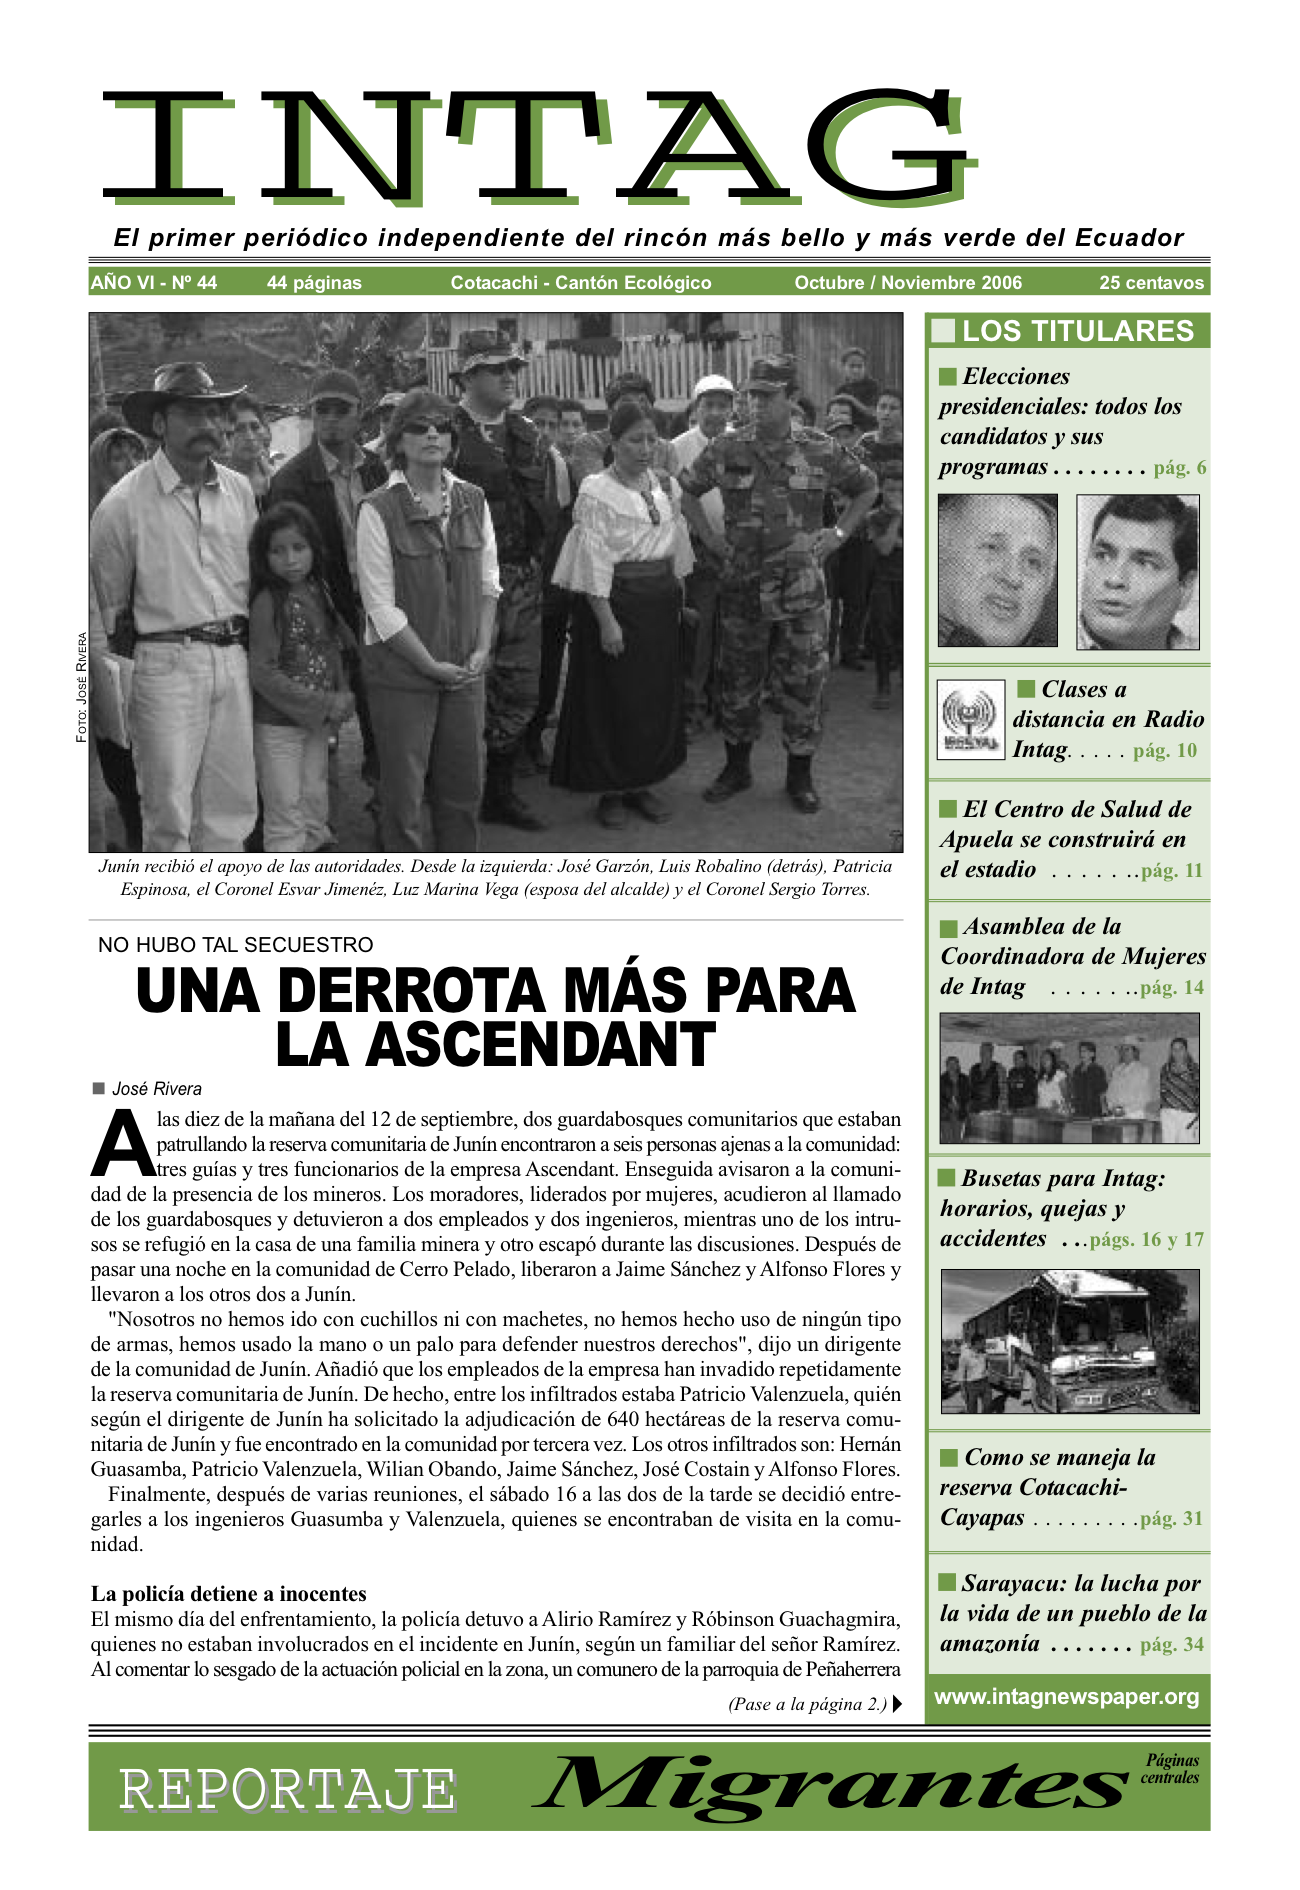 INTAG
El primer periódico independiente del rincón más bello y más verde del Ecuador
AÑO VI - Nº 44 44 páginas Cotacachi - Cantón Ecológico Octubre / Noviembre 2006 25 centavos
FOTO: JOSÉ RIVERA
Junín recibió el apoyo de las autoridades. Desde la izquierda: José Garzón, Luis Robalino (detrás), Patricia
Espinosa, el Coronel Esvar Jimenéz, Luz Marina Vega (esposa del alcalde) y el Coronel Sergio Torres.
NO HUBO TAL SECUESTRO
UNA DERROTA MÁS PARA
LA ASCENDANT
José Rivera
A las diez de la mañana del 12 de septiembre, dos guardabosques comunitarios que estaban
patrullando la reserva comunitaria de Junín encontraron a seis personas ajenas a la comunidad:
tres guías y tres funcionarios de la empresa Ascendant. Enseguida avisaron a la comuni-
dad de la presencia de los mineros. Los moradores, liderados por mujeres, acudieron al llamado
de los guardabosques y detuvieron a dos empleados y dos ingenieros, mientras uno de los intru-
sos se refugió en la casa de una familia minera y otro escapó durante las discusiones. Después de
pasar una noche en la comunidad de Cerro Pelado, liberaron a Jaime Sánchez y Alfonso Flores y
llevaron a los otros dos a Junín.
"Nosotros no hemos ido con cuchillos ni con machetes, no hemos hecho uso de ningún tipo
de armas, hemos usado la mano o un palo para defender nuestros derechos", dijo un dirigente
de la comunidad de Junín. Añadió que los empleados de la empresa han invadido repetidamente
la reserva comunitaria de Junín. De hecho, entre los infiltrados estaba Patricio Valenzuela, quién
según el dirigente de Junín ha solicitado la adjudicación de 640 hectáreas de la reserva comu-
nitaria de Junín y fue encontrado en la comunidad por tercera vez. Los otros infiltrados son: Hernán
Guasamba, Patricio Valenzuela, Wilian Obando, Jaime Sánchez, José Costain y Alfonso Flores.
Finalmente, después de varias reuniones, el sábado 16 a las dos de la tarde se decidió entre-
garles a los ingenieros Guasumba y Valenzuela, quienes se encontraban de visita en la comu-
nidad.
La policía detiene a inocentes
El mismo día del enfrentamiento, la policía detuvo a Alirio Ramírez y Róbinson Guachagmira,
quienes no estaban involucrados en el incidente en Junín, según un familiar del señor Ramírez.
Al comentar lo sesgado de la actuación policial en la zona, un comunero de la parroquia de Peñaherrera
(Pase a la página 2.)
LOS TITULARES
Elecciones
presidenciales: todos los
candidatos y sus
programas . . . . . . . . pág. 6
Clases a
distancia en Radio
Intag. . . . . pág. 10
El Centro de Salud de
Apuela se construirá en
el estadio . . . . . . . pág. 11
Asamblea de la
Coordinadora de Mujeres
de Intag . . . . . . . pág. 14
Busetas para Intag:
horarios, quejas y
accidentes . . . págs. 16 y 17
Como se maneja la
reserva Cotacachi-
Cayapas . . . . . . . . . pág. 31
Sarayacu: la lucha por
la vida de un pueblo de la
amazonía . . . . . . . pág. 34
www.intagnewspaper.org
REPORTAJE Migrantes Páginas
centrales